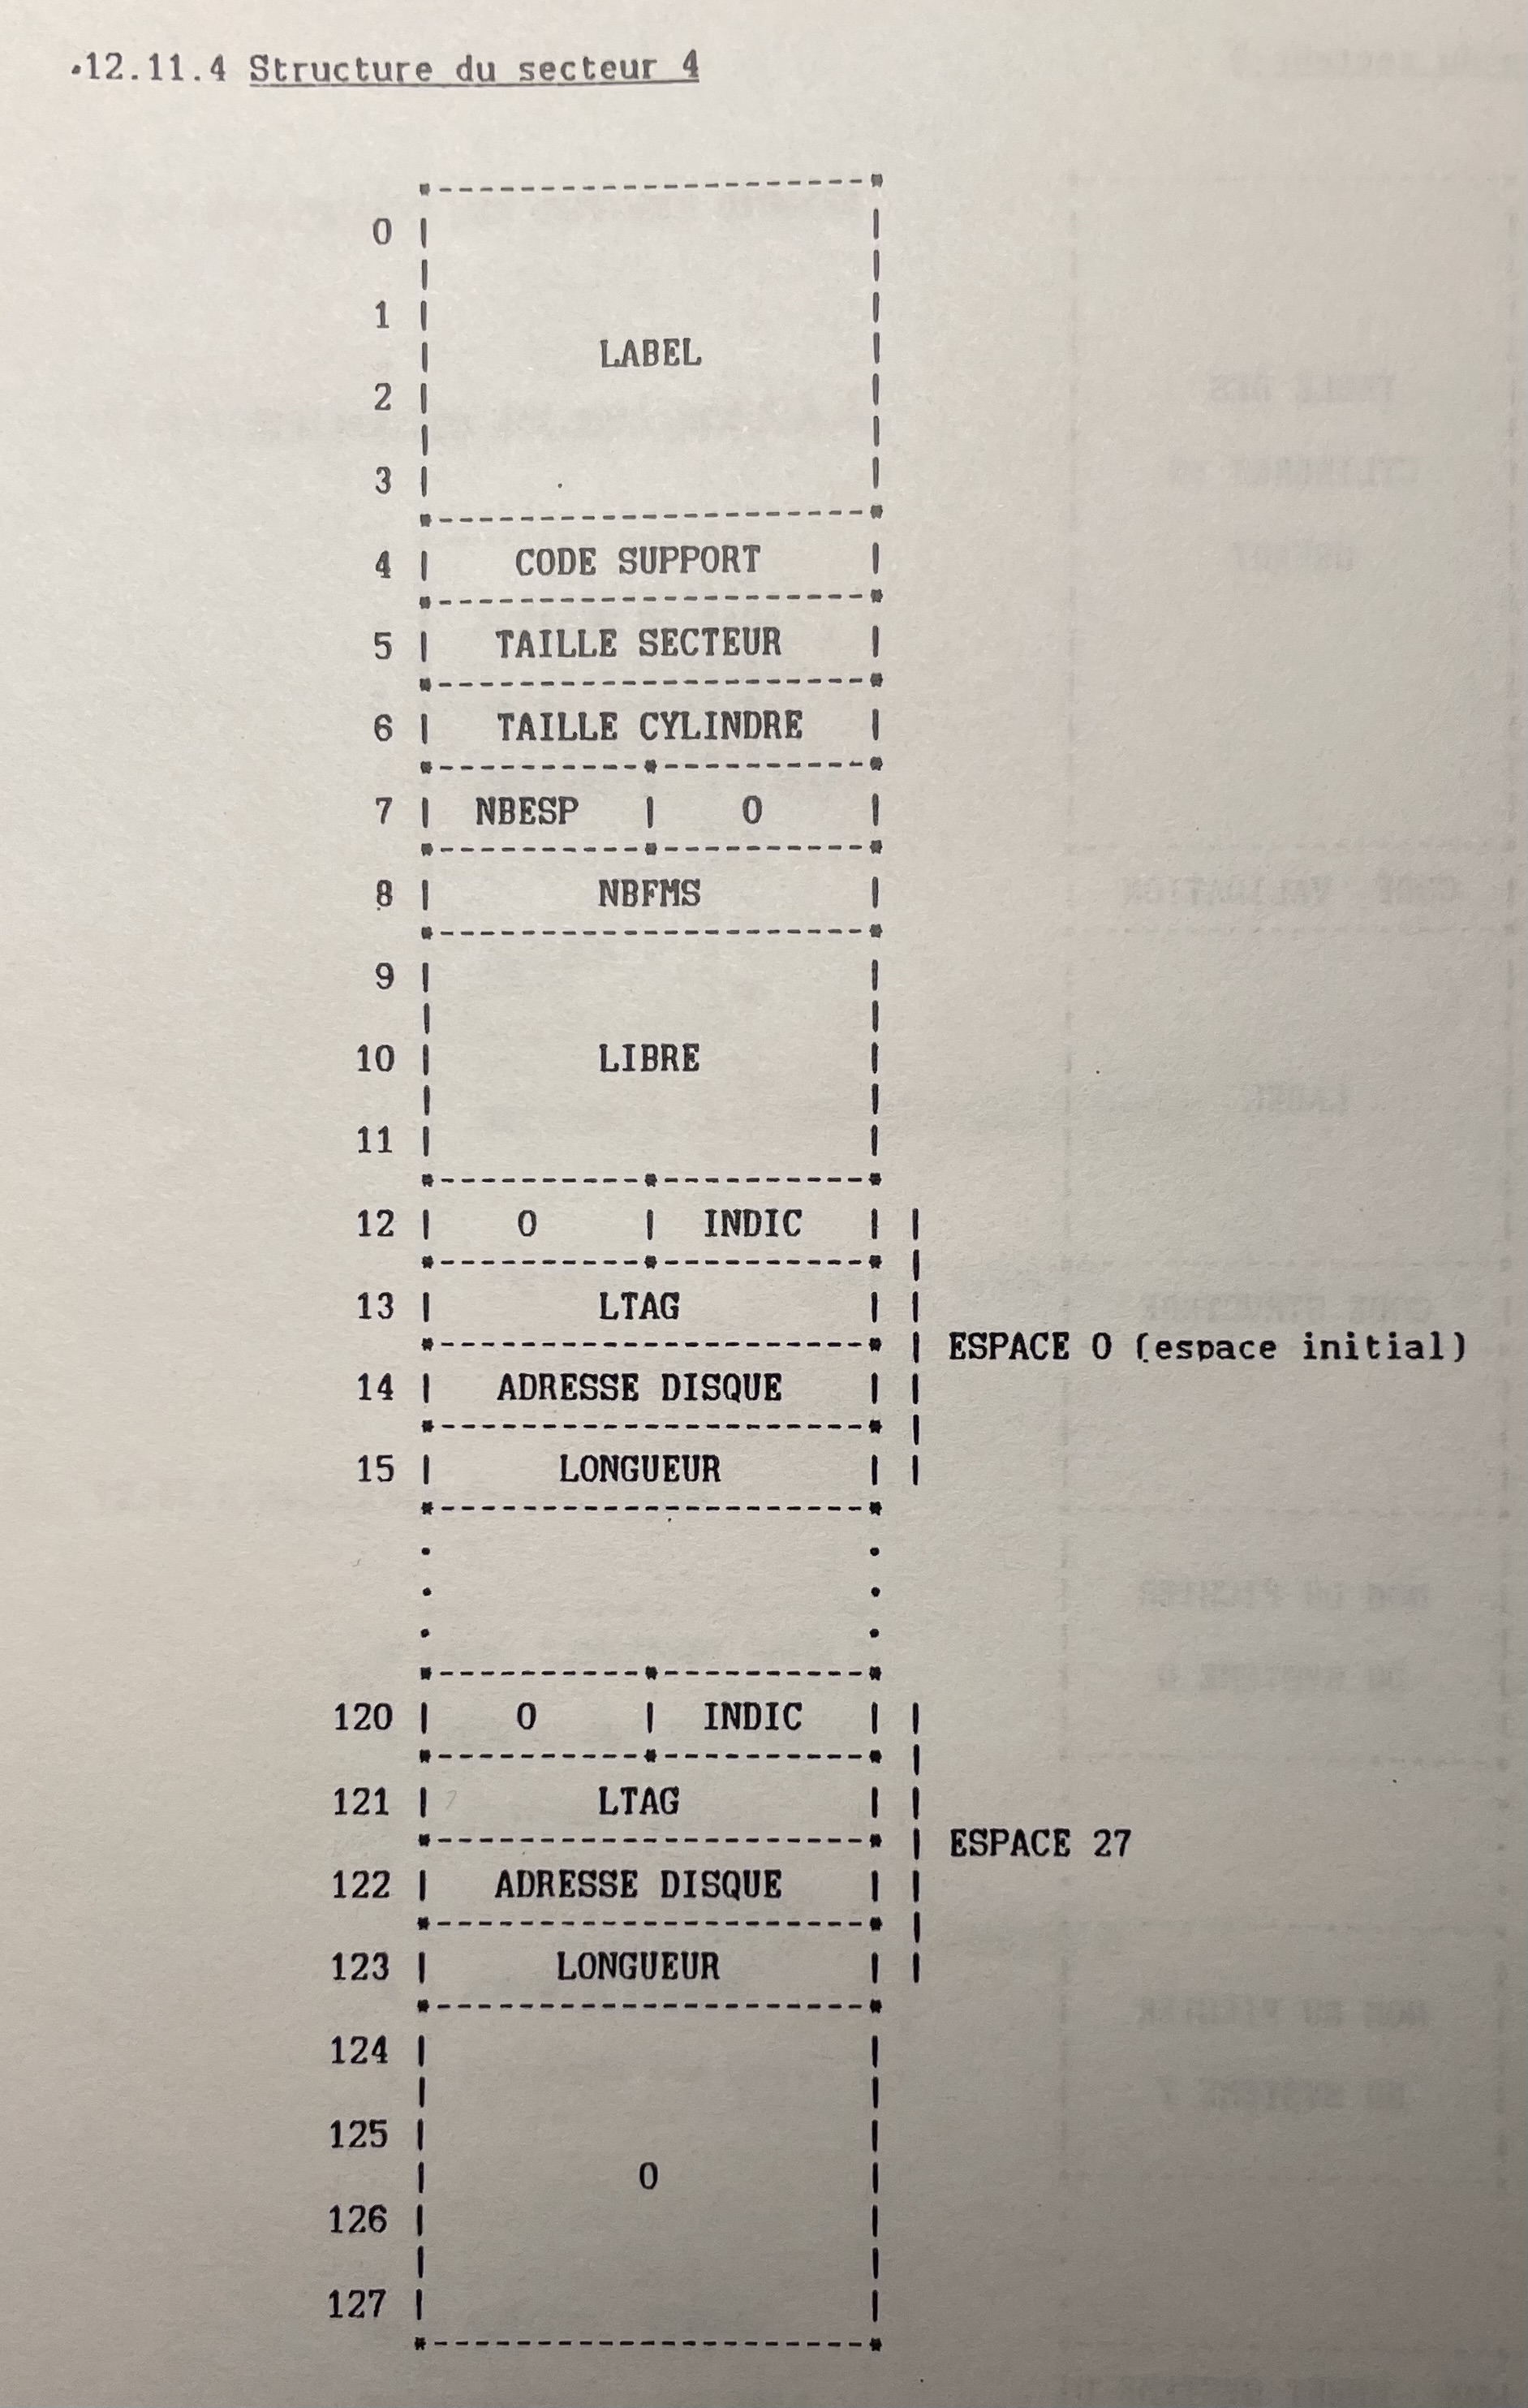 12.11.4 Structure du secteur 4
0
1
LABEL
2
3
4 CODE SUPPORT
5 TAILLE SECTEUR
6 TAILLE CYLINDRE
7 NBESP | 0
8 NBFMS
9
10 LIBRE
11
12 0 | INDIC
13 LTAG
ESPACE 0 (espace initial)
14 ADRESSE DISQUE
15 LONGUEUR
120 0 | INDIC
121 LTAG
ESPACE 27
122 ADRESSE DISQUE
123 LONGUEUR
124
125
0
126
127